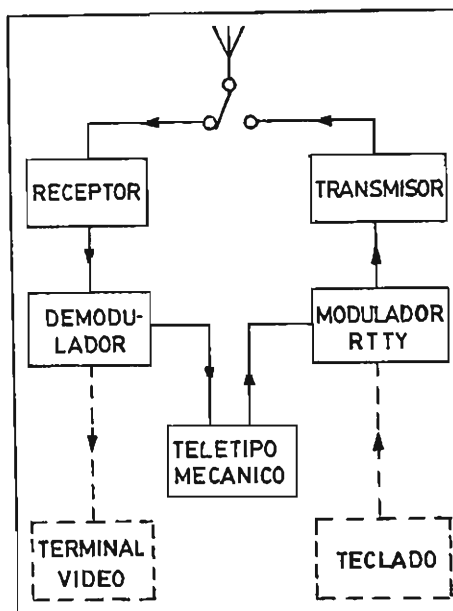 RECEPTOR
TRANSMISOR
DEMODU-
LADOR
MODULADOR
RTTY
TELETIPO
MECANICO
TERMINAL
VIDEO
TECLADO